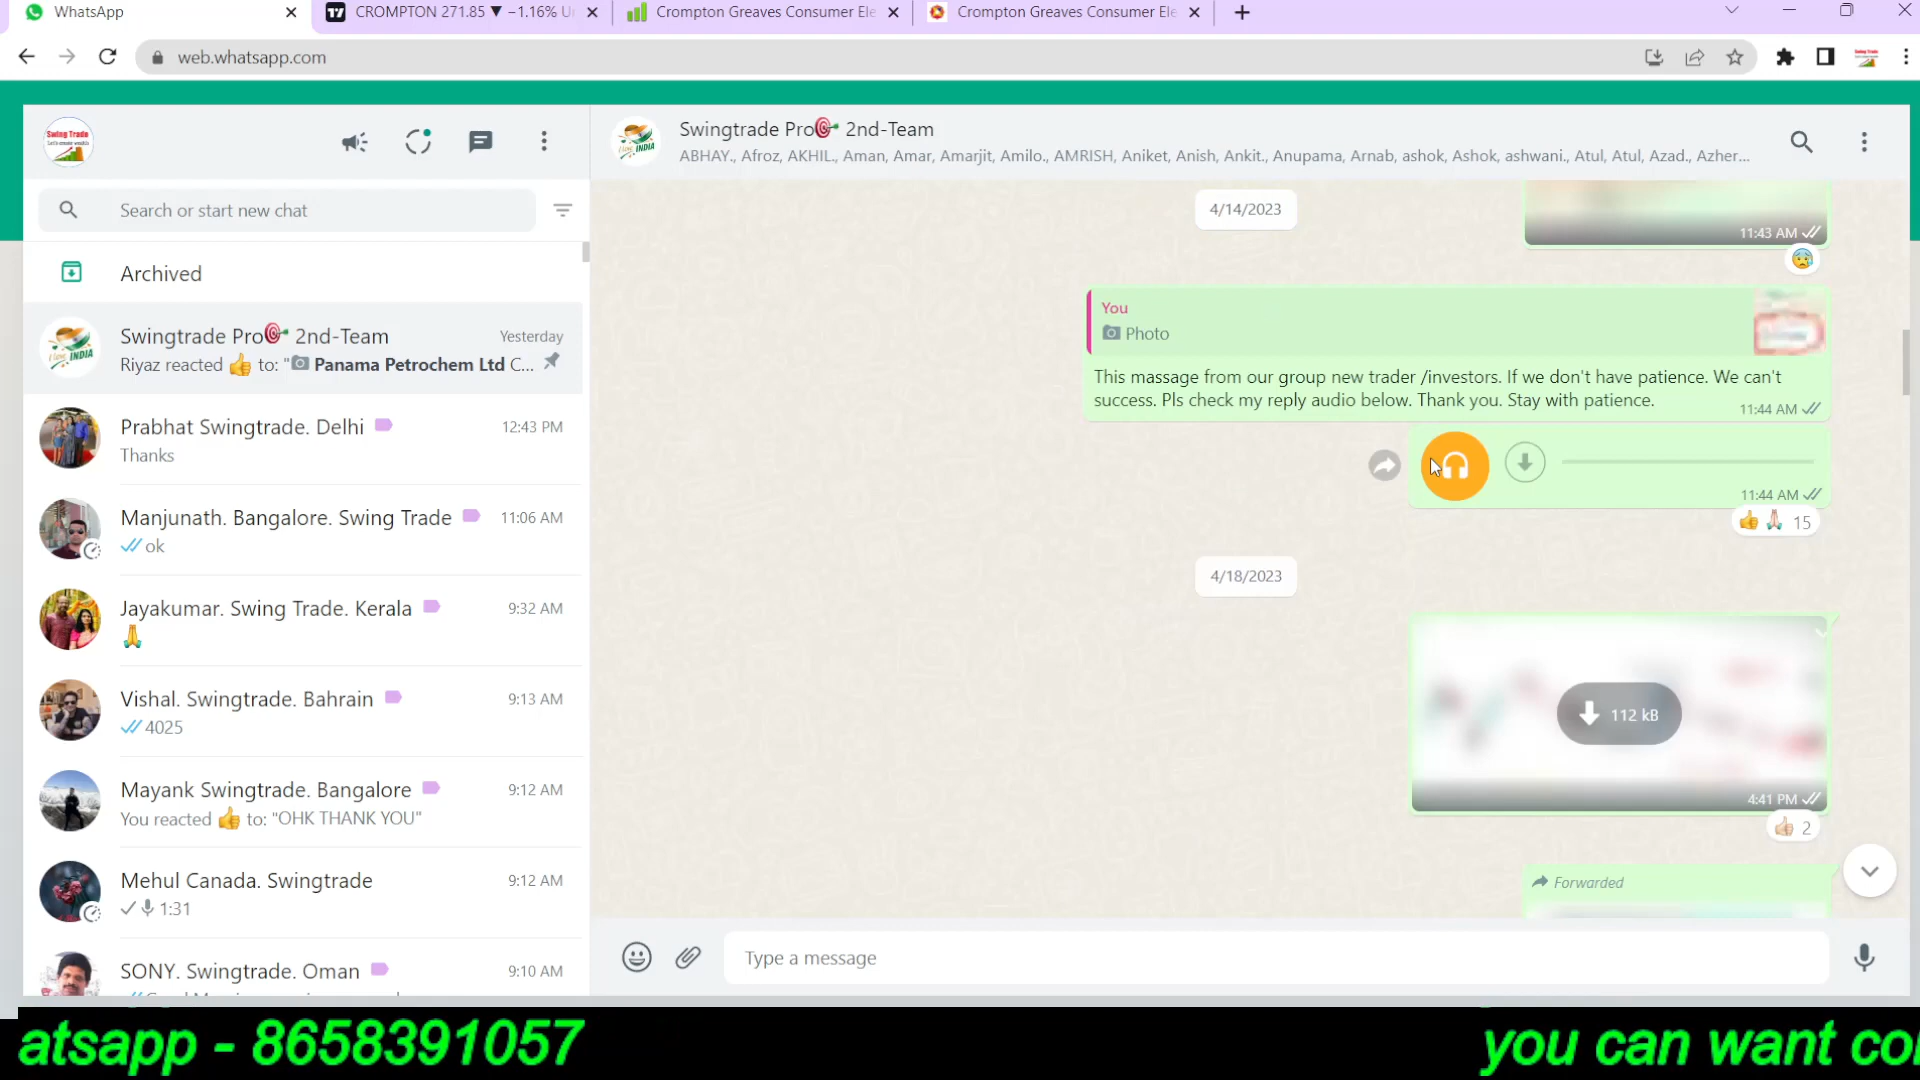 WhatsApp
CROMPTON 271.85 ▼ −1.16% U
Crompton Greaves Consumer Ele
Crompton Greaves Consumer Ele
web.whatsapp.com
Swing Trade
Swingtrade Pro🎯 2nd-Team
ABHAY., Afroz, AKHIL., Aman, Amar, Amarjit, Amilo., AMRISH, Aniket, Anish, Ankit., Anupama, Arnab, ashok, Ashok, ashwani., Atul, Atul, Azad., Azher...
Search or start new chat
Archived
Swingtrade Pro🎯 2nd-Team
Yesterday
Riyaz reacted 👍 to: "📷 Panama Petrochem Ltd C...
Prabhat Swingtrade. Delhi
12:43 PM
Thanks
Manjunath. Bangalore. Swing Trade
11:06 AM
ok
Jayakumar. Swing Trade. Kerala
9:32 AM
🙏
Vishal. Swingtrade. Bahrain
9:13 AM
4025
Mayank Swingtrade. Bangalore
9:12 AM
You reacted 👍 to: "OHK THANK YOU"
Mehul Canada. Swingtrade
9:12 AM
1:31
SONY. Swingtrade. Oman
9:10 AM
4/14/2023
11:43 AM
You
Photo
This massage from our group new trader /investors. If we don't have patience. We can't
success. Pls check my reply audio below. Thank you. Stay with patience.
11:44 AM
11:44 AM
👍 🙏 15
4/18/2023
112 kB
4:41 PM
👍 2
Forwarded
Type a message
atsapp - 8658391057
you can want co